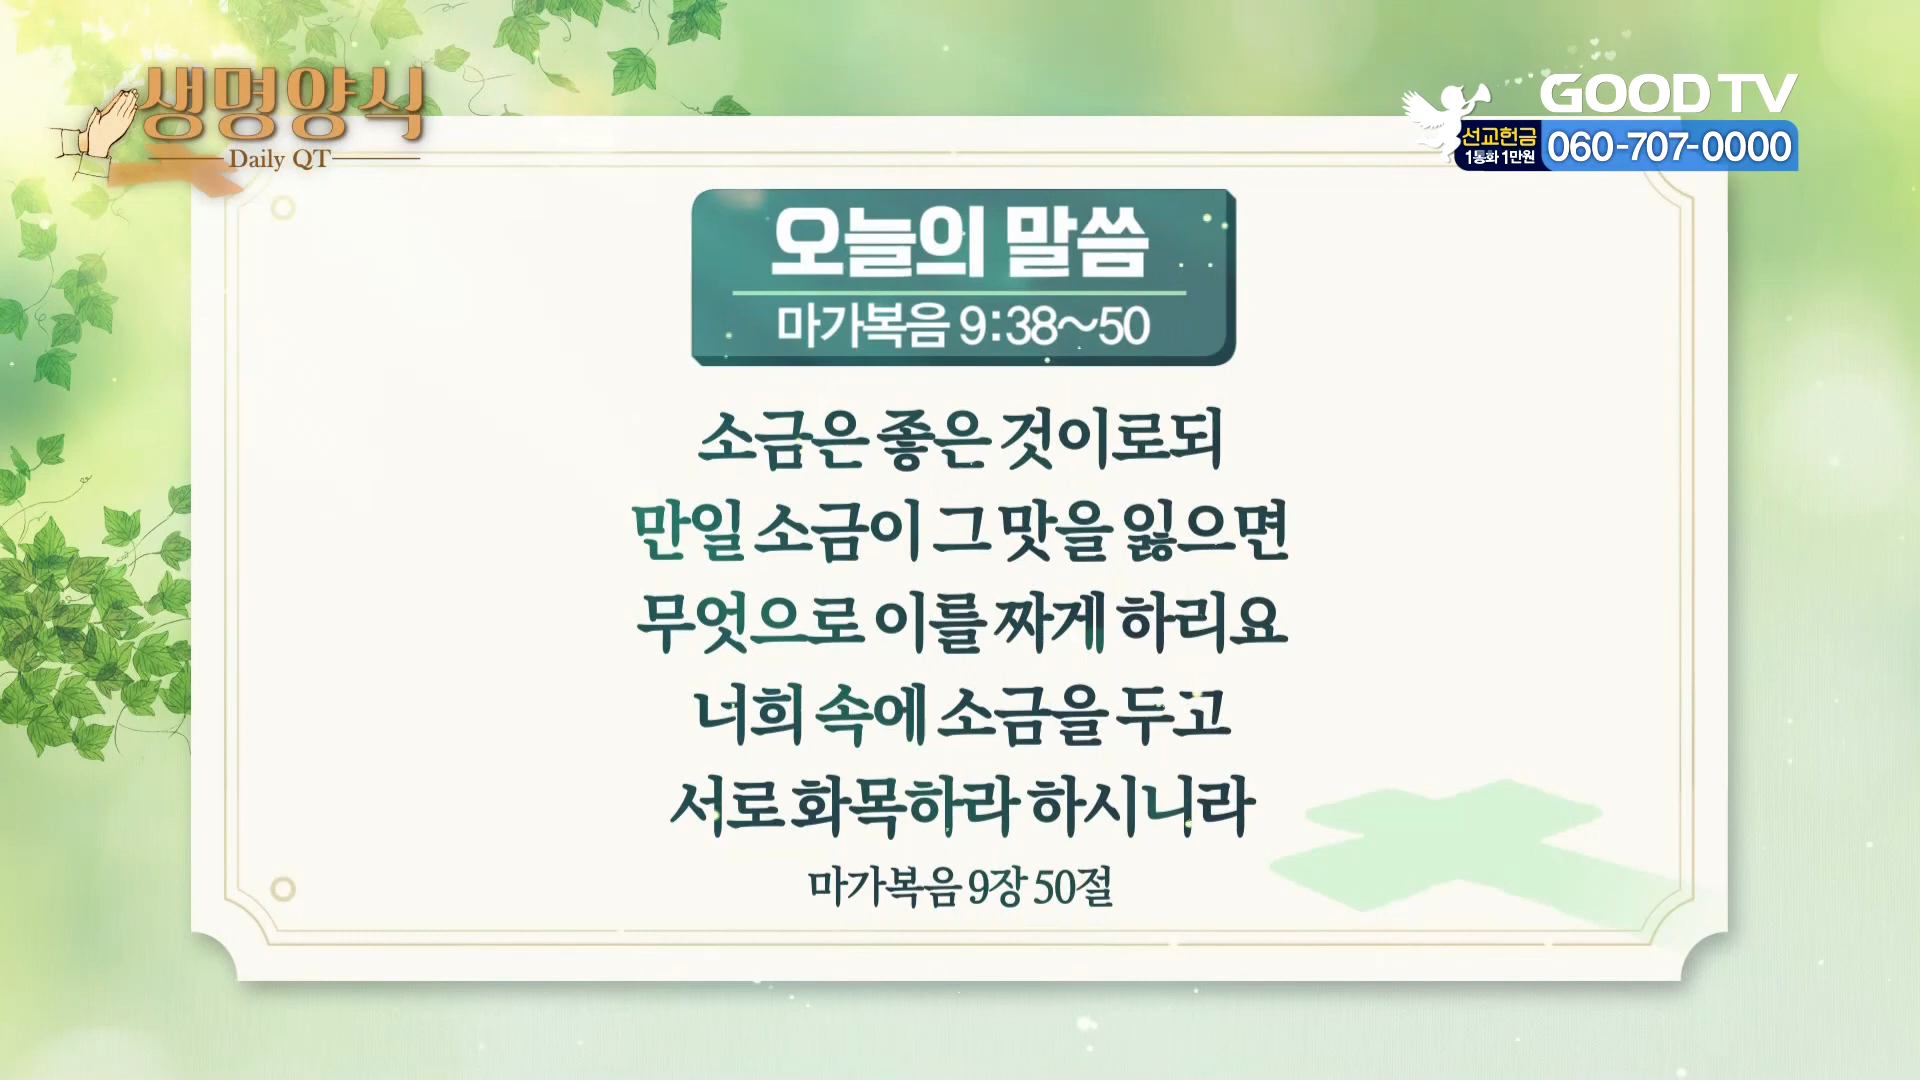 생명양식
Daily QT
GOOD TV
선교헌금
1통화 1만원
060-707-0000
오늘의 말씀
마가복음 9:38~50
소금은 좋은 것이로되
만일 소금이 그 맛을 잃으면
무엇으로 이를 짜게 하리요
너희 속에 소금을 두고
서로 화목하라 하시니라
마가복음 9장 50절